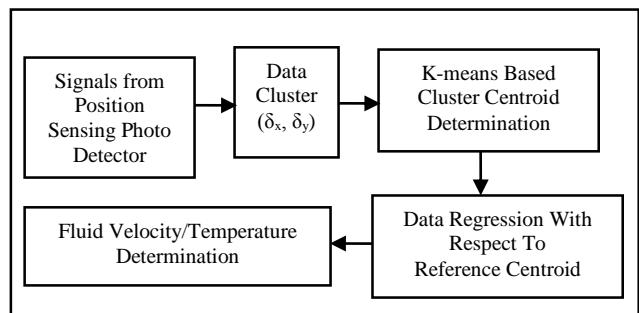 Signals from
Position
Sensing Photo
Detector
Data
Cluster
(δx, δy)
K-means Based
Cluster Centroid
Determination
Data Regression With
Respect To
Reference Centroid
Fluid Velocity/Temperature
Determination